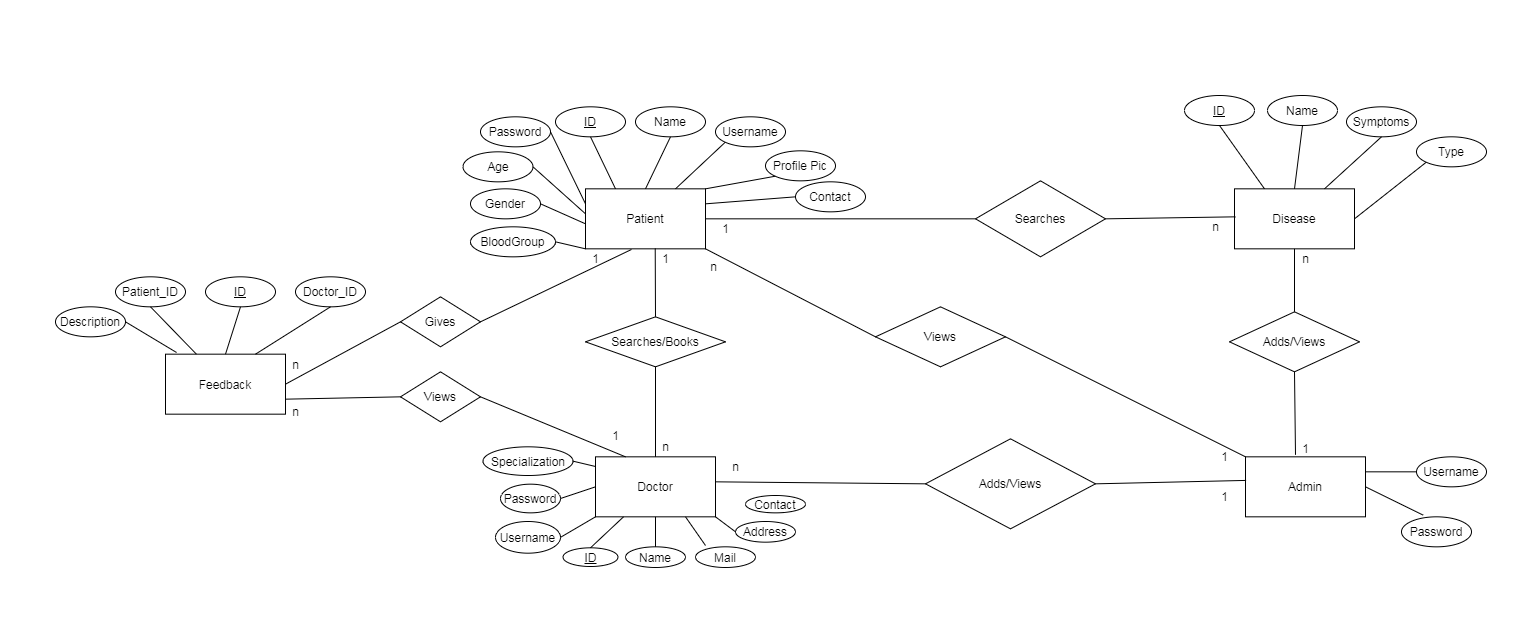 ID
Name
Symptoms
Type
Password
ID
Name
Username
Age
Profile Pic
Gender
Contact
BloodGroup
Patient
Searches
Disease
1
n
1
1
n
n
Patient_ID
ID
Doctor_ID
Description
Gives
Searches/Books
Views
Adds/Views
n
Feedback
Views
n
1
n
n
1
1
Specialization
Password
Username
Doctor
Adds/Views
1
Admin
Username
Password
Contact
Address
ID
Name
Mail